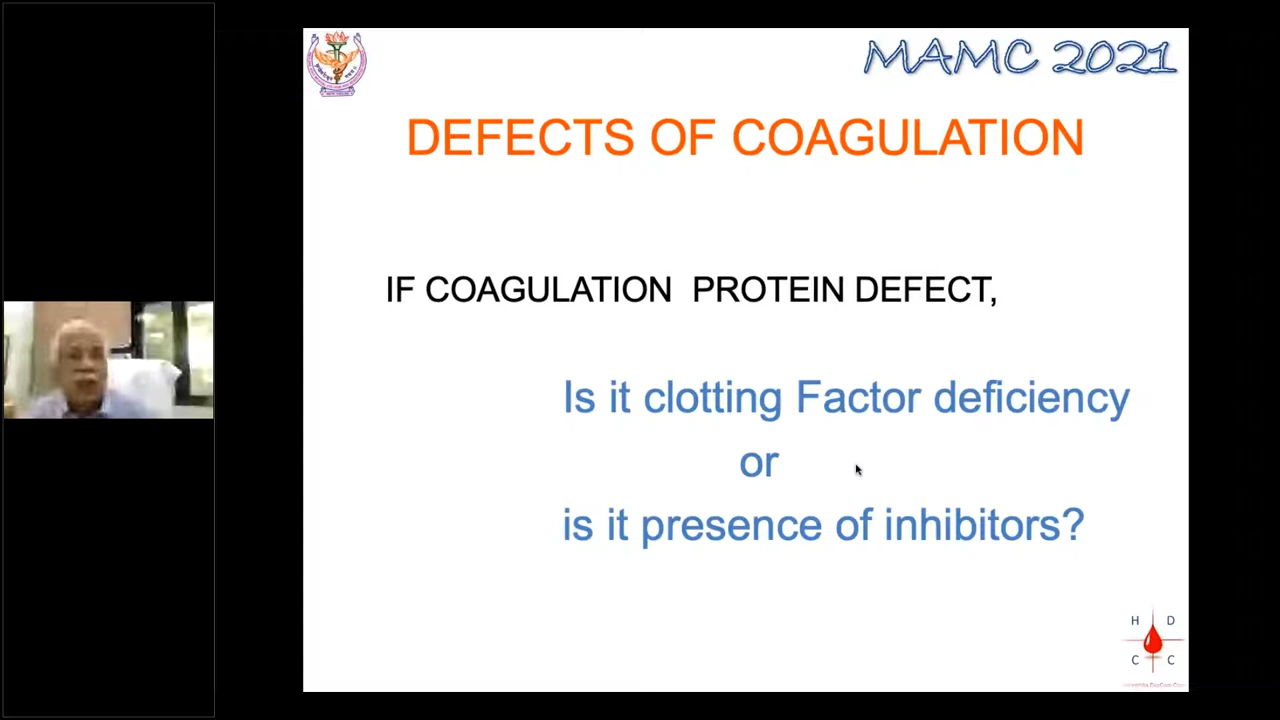 MAMC 2021
DEFECTS OF COAGULATION
IF COAGULATION PROTEIN DEFECT,
Is it clotting Factor deficiency
or
is it presence of inhibitors?
H D
C C